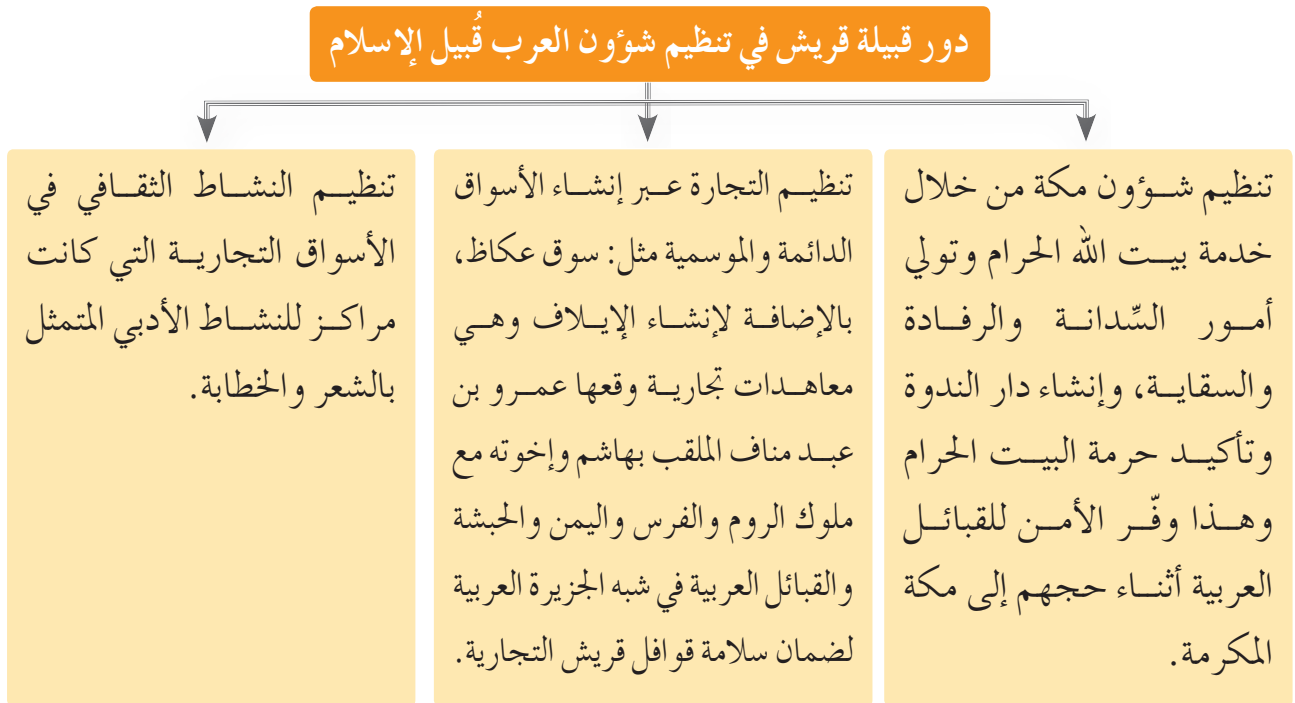 دور قبيلة قريش في تنظيم شؤون العرب قُبيل الإسلام
تنظيم شؤون مكة من خلال
خدمة بيت الله الحرام وتولي
أمور السِّدانة والرفادة
والسقاية، وإنشاء دار الندوة
وتأكيد حرمة البيت الحرام
وهذا وفّر الأمن للقبائل
العربية أثناء حجهم إلى مكة
المكرمة.
تنظيم التجارة عبر إنشاء الأسواق
الدائمة والموسمية مثل: سوق عكاظ،
بالإضافة لإنشاء الإيلاف وهي
معاهدات تجارية وقعها عمرو بن
عبد مناف الملقب بهاشم وإخوته مع
ملوك الروم والفرس واليمن والحبشة
والقبائل العربية في شبه الجزيرة العربية
لضمان سلامة قوافل قريش التجارية.
تنظيم النشاط الثقافي في
الأسواق التجارية التي كانت
مراكز للنشاط الأدبي المتمثل
بالشعر والخطابة.